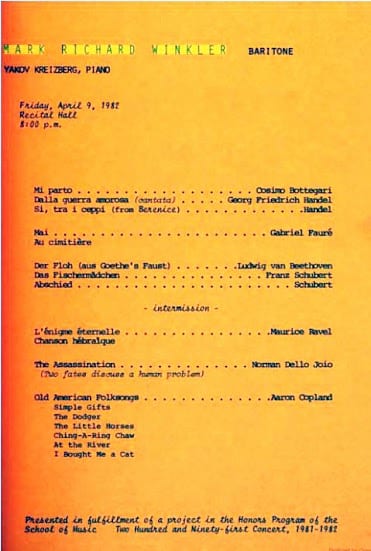 MARK RICHARD WINKLER BARITONE
YAKOV KREIZBERG, PIANO
Friday, April 9, 1982
Recital Hall
8:00 p.m.
Mi parto . . . . . . . . . . . . . . . . . . . . Cosimo Bottegari
Dalla guerra amorosa (cantata) . . . . . Georg Friedrich Handel
Si, tra i ceppi (from Berenice) . . . . . . . . . . . . . Handel
Mai . . . . . . . . . . . . . . . . . . . . . . . Gabriel Fauré
Au cimitière
Der Floh (aus Goethe's Faust) . . . . . . .Ludwig van Beethoven
Das Fischermädchen . . . . . . . . . . . . . . . Franz Schubert
Abschied . . . . . . . . . . . . . . . . . . . . . . . Schubert
- intermission -
L'énigme éternelle . . . . . . . . . . . . . . . .Maurice Ravel
Chanson hébraïque
The Assassination . . . . . . . . . . . . . Norman Dello Joio
(Two fates discuss a human problem)
Old American Folksongs . . . . . . . . . . . . . .Aaron Copland
Simple Gifts
The Dodger
The Little Horses
Ching-A-Ring Chaw
At the River
I Bought Me a Cat
Presented in fulfillment of a project in the Honors Program of the
School of Music Two Hundred and Ninety-first Concert, 1981-1982